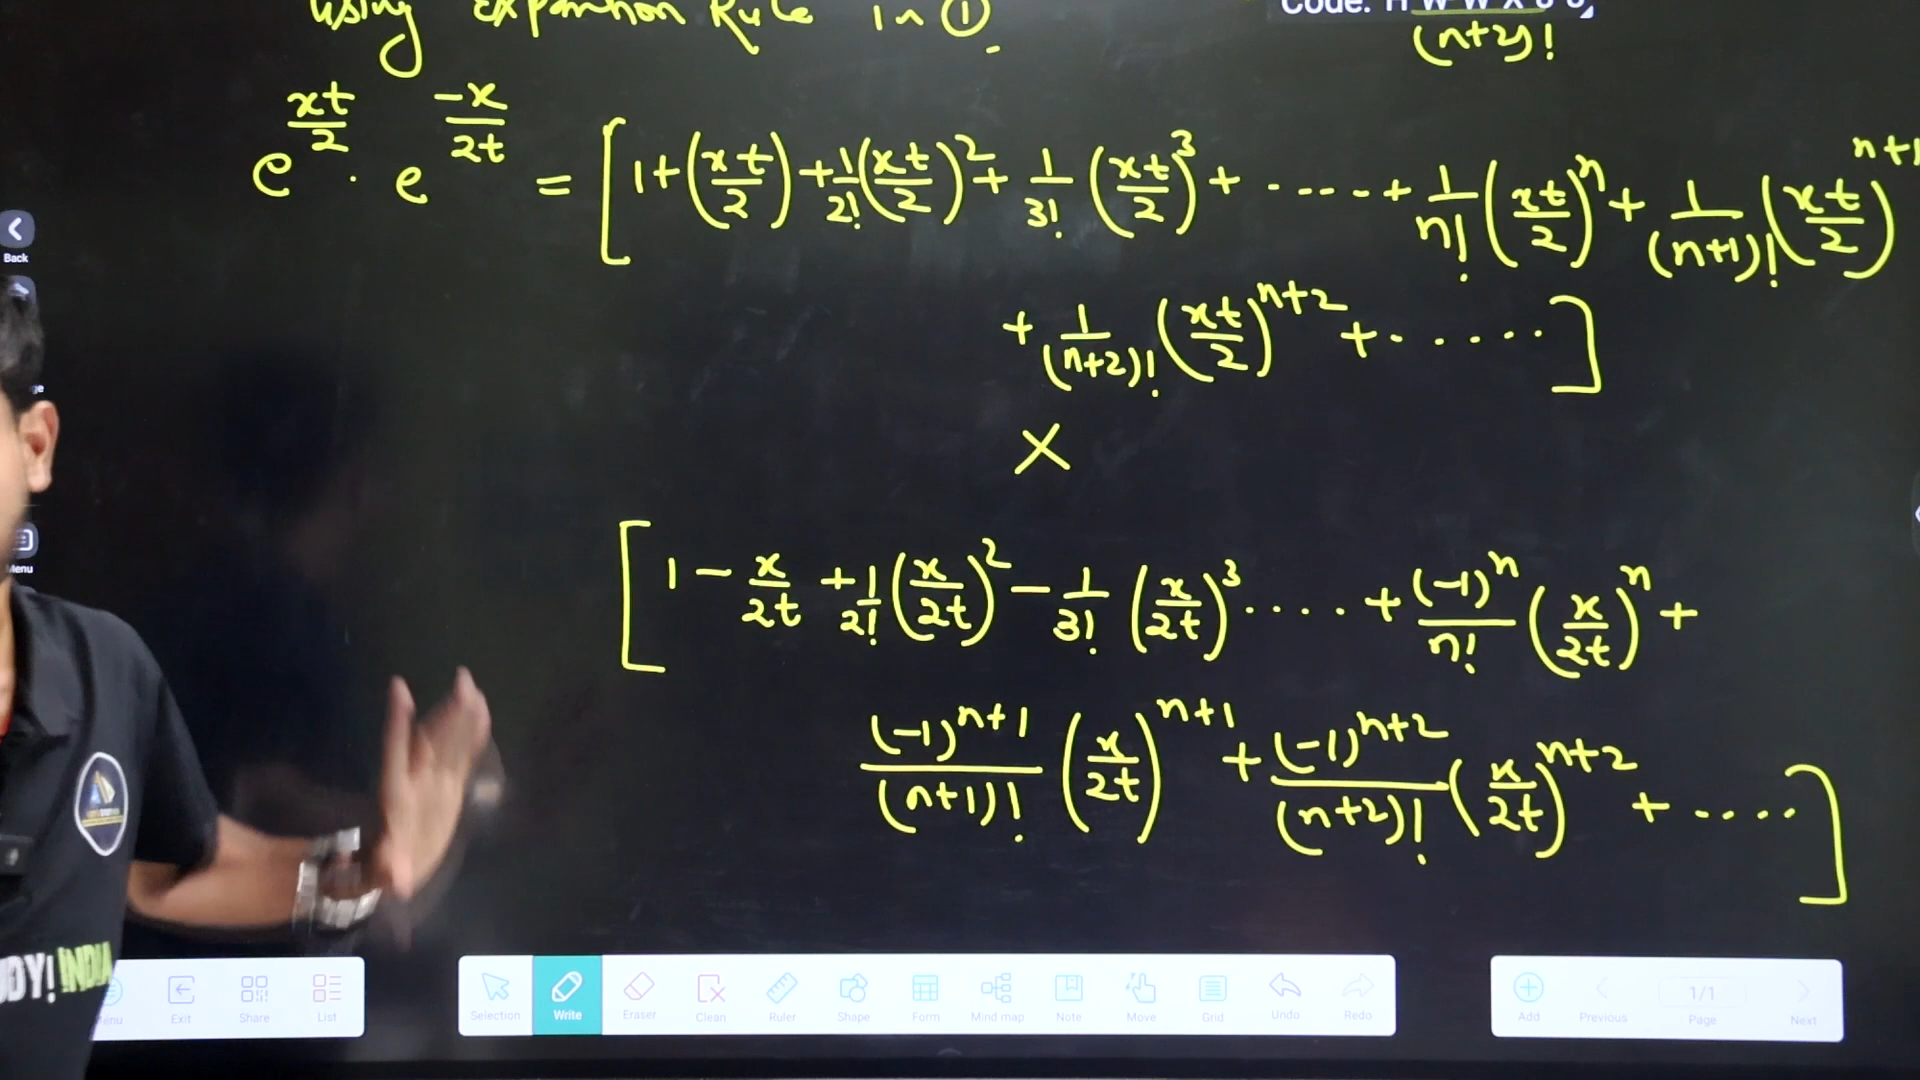 Using Expansion Rule in ①.
Code: H W W X
(n+2)!
e^{xt/2} · e^{-x/2t} = [1 + (xt/2) + 1/2! (xt/2)^2 + 1/3! (xt/2)^3 + ----- + 1/n! (xt/2)^n + 1/(n+1)! (xt/2)^{n+1}
+ 1/(n+2)! (xt/2)^{n+2} + ......]
X
[1 - x/2t + 1/2! (x/2t)^2 - 1/3! (x/2t)^3 ..... + (-1)^n/n! (x/2t)^n +
(-1)^{n+1}/(n+1)! (x/2t)^{n+1} + (-1)^{n+2}/(n+2)! (x/2t)^{n+2} + ....]
Back
Menu
DY! INDIA
Exit Share List
Selection Write Eraser Clean Ruler Shape Form Mind map Note Move Grid Undo Redo
Add Previous 1/1 Page Next